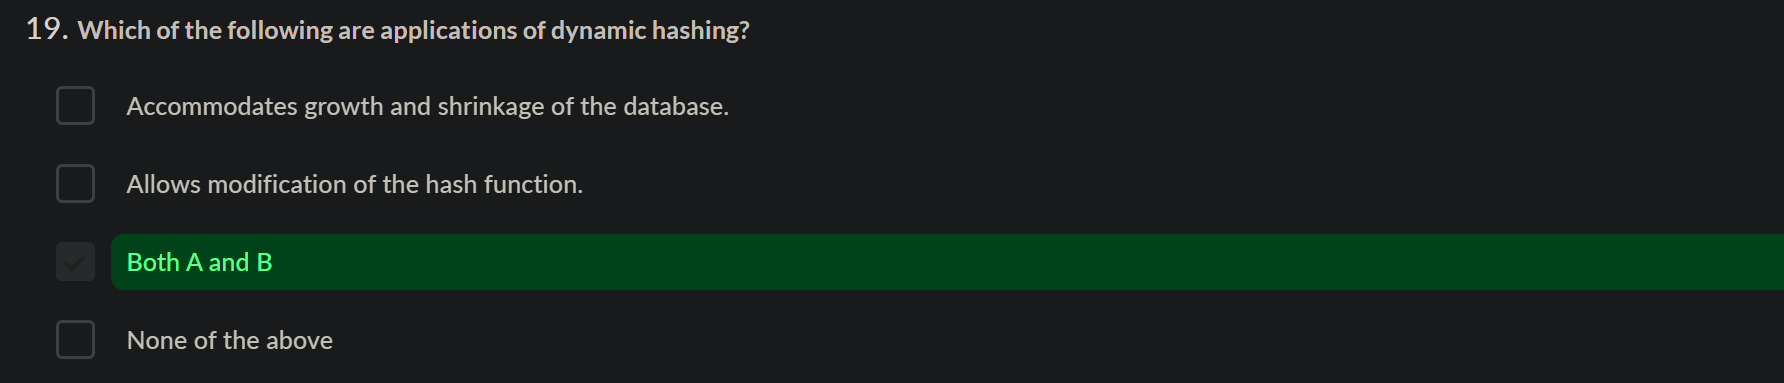 19. Which of the following are applications of dynamic hashing?
Accommodates growth and shrinkage of the database.
Allows modification of the hash function.
Both A and B
None of the above